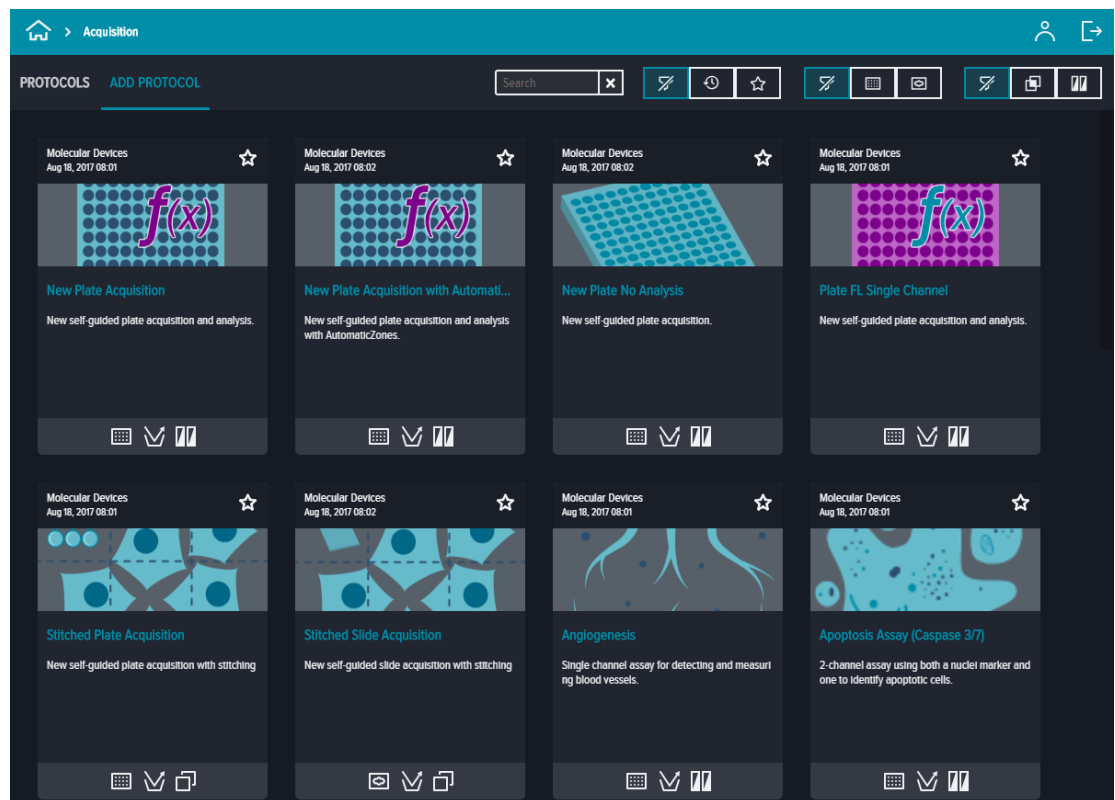 > Acquisition
PROTOCOLS ADD PROTOCOL Search
Molecular Devices
Aug 18, 2017 08:01
f(x)
New Plate Acquisition
New self-guided plate acquisition and analysis.
Molecular Devices
Aug 18, 2017 08:02
f(x)
New Plate Acquisition with Automati...
New self-guided plate acquisition and analysis
with AutomaticZones.
Molecular Devices
Aug 18, 2017 08:02
New Plate No Analysis
New self-guided plate acquisition.
Molecular Devices
Aug 18, 2017 08:01
f(x)
Plate FL Single Channel
New self-guided plate acquisition and analysis.
Molecular Devices
Aug 18, 2017 08:01
Stitched Plate Acquisition
New self-guided plate acquisition with stitching
Molecular Devices
Aug 18, 2017 08:02
Stitched Slide Acquisition
New self-guided slide acquisition with stitching
Molecular Devices
Aug 18, 2017 08:01
Angiogenesis
Single channel assay for detecting and measuri
ng blood vessels.
Molecular Devices
Aug 18, 2017 08:01
Apoptosis Assay (Caspase 3/7)
2-channel assay using both a nuclei marker and
one to identify apoptotic cells.